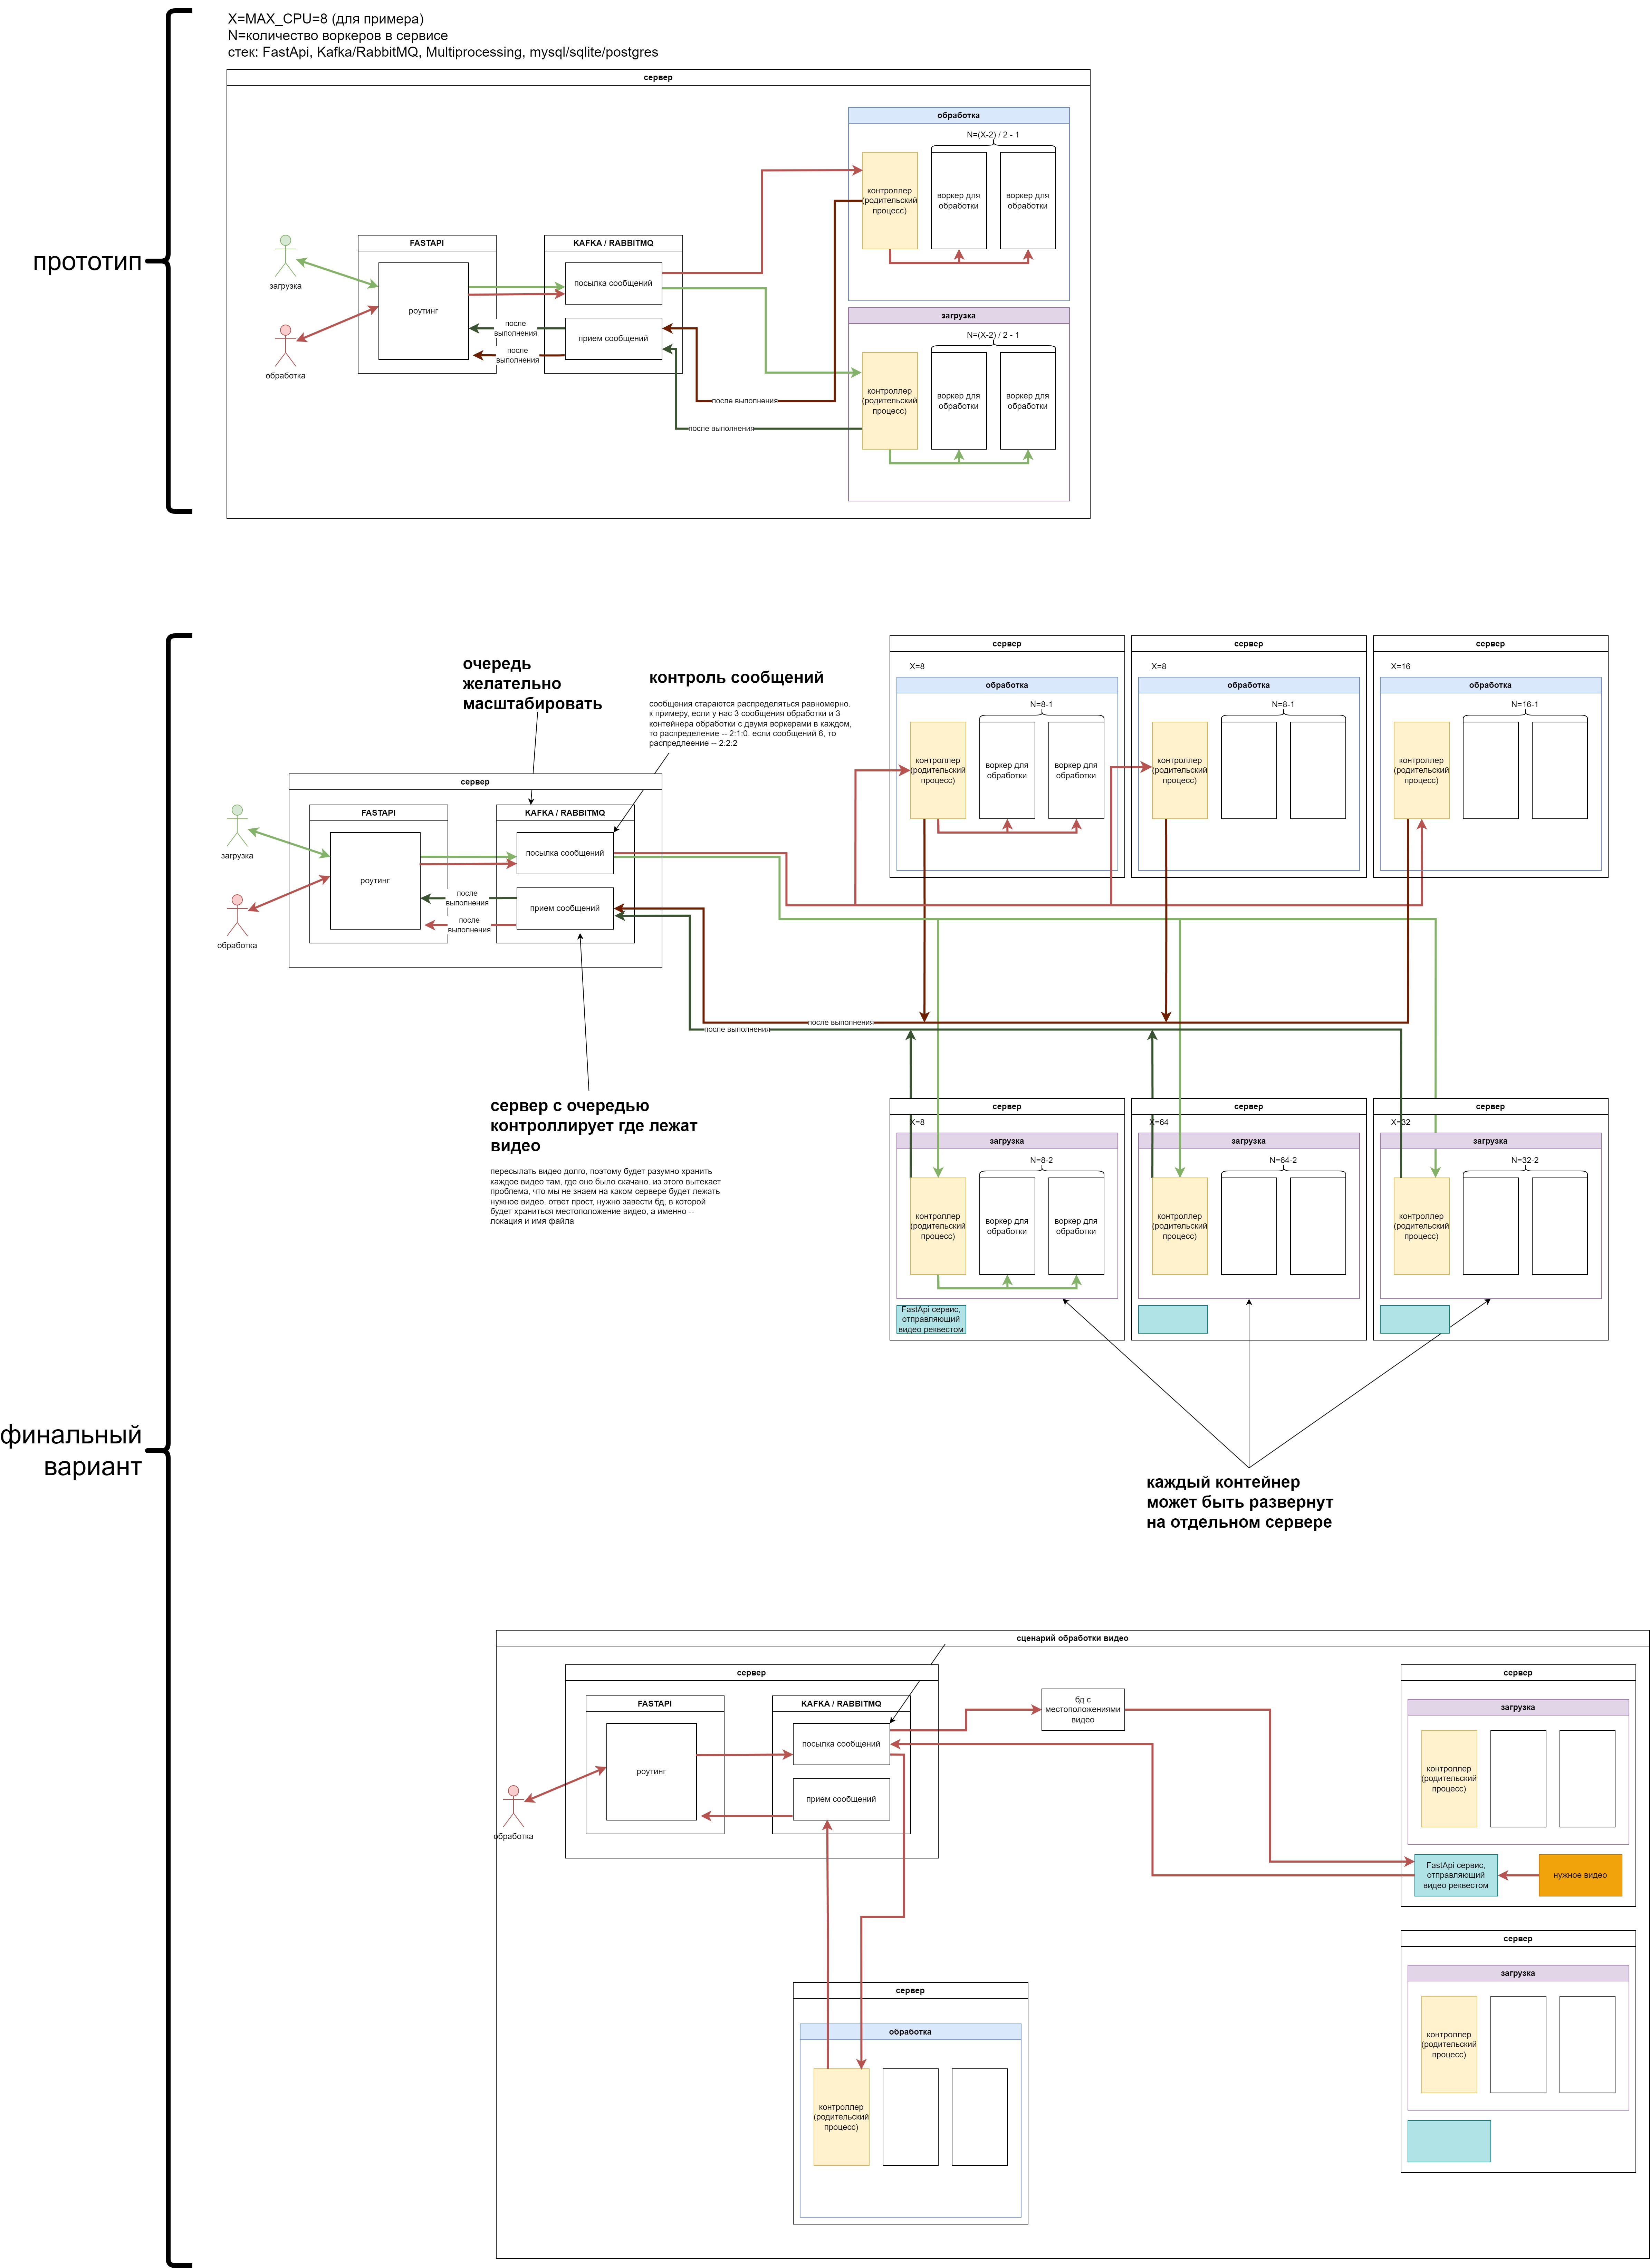 X=MAX_CPU=8 (для примера)
N=количество воркеров в сервисе
стек: FastApi, Kafka/RabbitMQ, Multiprocessing, mysql/sqlite/postgres
прототип
сервер
обработка
N=(X-2) / 2 - 1
контроллер
(родительский
процесс)
воркер для
обработки
воркер для
обработки
загрузка
обработка
FASTAPI
роутинг
KAFKA / RABBITMQ
посылка сообщений
прием сообщений
после
выполнения
после
выполнения
после выполнения
после выполнения
загрузка
N=(X-2) / 2 - 1
контроллер
(родительский
процесс)
воркер для
обработки
воркер для
обработки
финальный
вариант
очередь
желательно
масштабировать
контроль сообщений
сообщения стараются распределяться равномерно.
к примеру, если у нас 3 сообщения обработки и 3
контейнера обработки с двумя воркерами в каждом,
то распределение -- 2:1:0. если сообщений 6, то
распредлеение -- 2:2:2
сервер
загрузка
обработка
FASTAPI
роутинг
KAFKA / RABBITMQ
посылка сообщений
прием сообщений
после
выполнения
после
выполнения
сервер
X=8
обработка
N=8-1
контроллер
(родительский
процесс)
воркер для
обработки
воркер для
обработки
сервер
X=8
обработка
N=8-1
контроллер
(родительский
процесс)
сервер
X=16
обработка
N=16-1
контроллер
(родительский
процесс)
после выполнения
после выполнения
сервер с очередью
контроллирует где лежат
видео
пересылать видео долго, поэтому будет разумно хранить
каждое видео там, где оно было скачано. из этого вытекает
проблема, что мы не знаем на каком сервере будет лежать
нужное видео. ответ прост, нужно завести бд, в которой
будет храниться местоположение видео, а именно --
локация и имя файла
сервер
X=8
загрузка
N=8-2
контроллер
(родительский
процесс)
воркер для
обработки
воркер для
обработки
FastApi сервис,
отправляющий
видео реквестом
сервер
X=64
загрузка
N=64-2
контроллер
(родительский
процесс)
сервер
X=32
загрузка
N=32-2
контроллер
(родительский
процесс)
каждый контейнер
может быть развернут
на отдельном сервере
сценарий обработки видео
сервер
обработка
FASTAPI
роутинг
KAFKA / RABBITMQ
посылка сообщений
прием сообщений
бд с
местоположениями
видео
сервер
загрузка
контроллер
(родительский
процесс)
FastApi сервис,
отправляющий
видео реквестом
нужное видео
сервер
загрузка
контроллер
(родительский
процесс)
сервер
обработка
контроллер
(родительский
процесс)